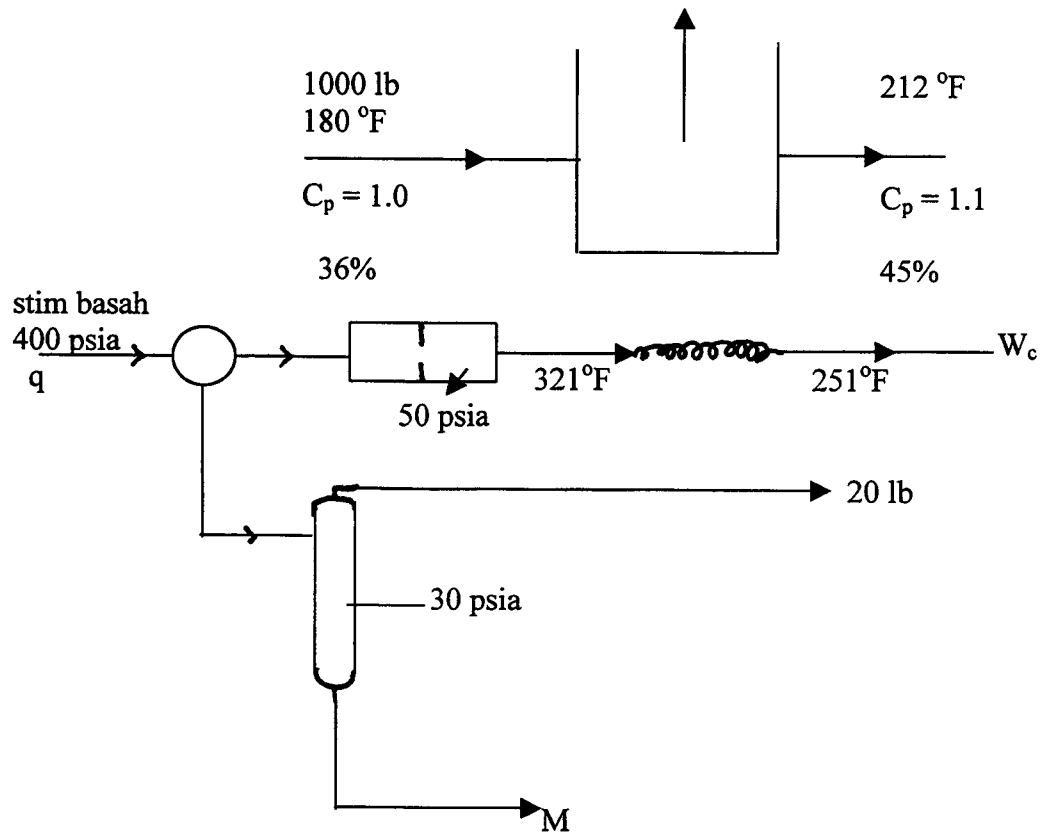 1000 lb
180 °F
C_p = 1.0
36%
212 °F
C_p = 1.1
45%
stim basah
400 psia
q
50 psia
321°F
251°F
W_c
20 lb
30 psia
M